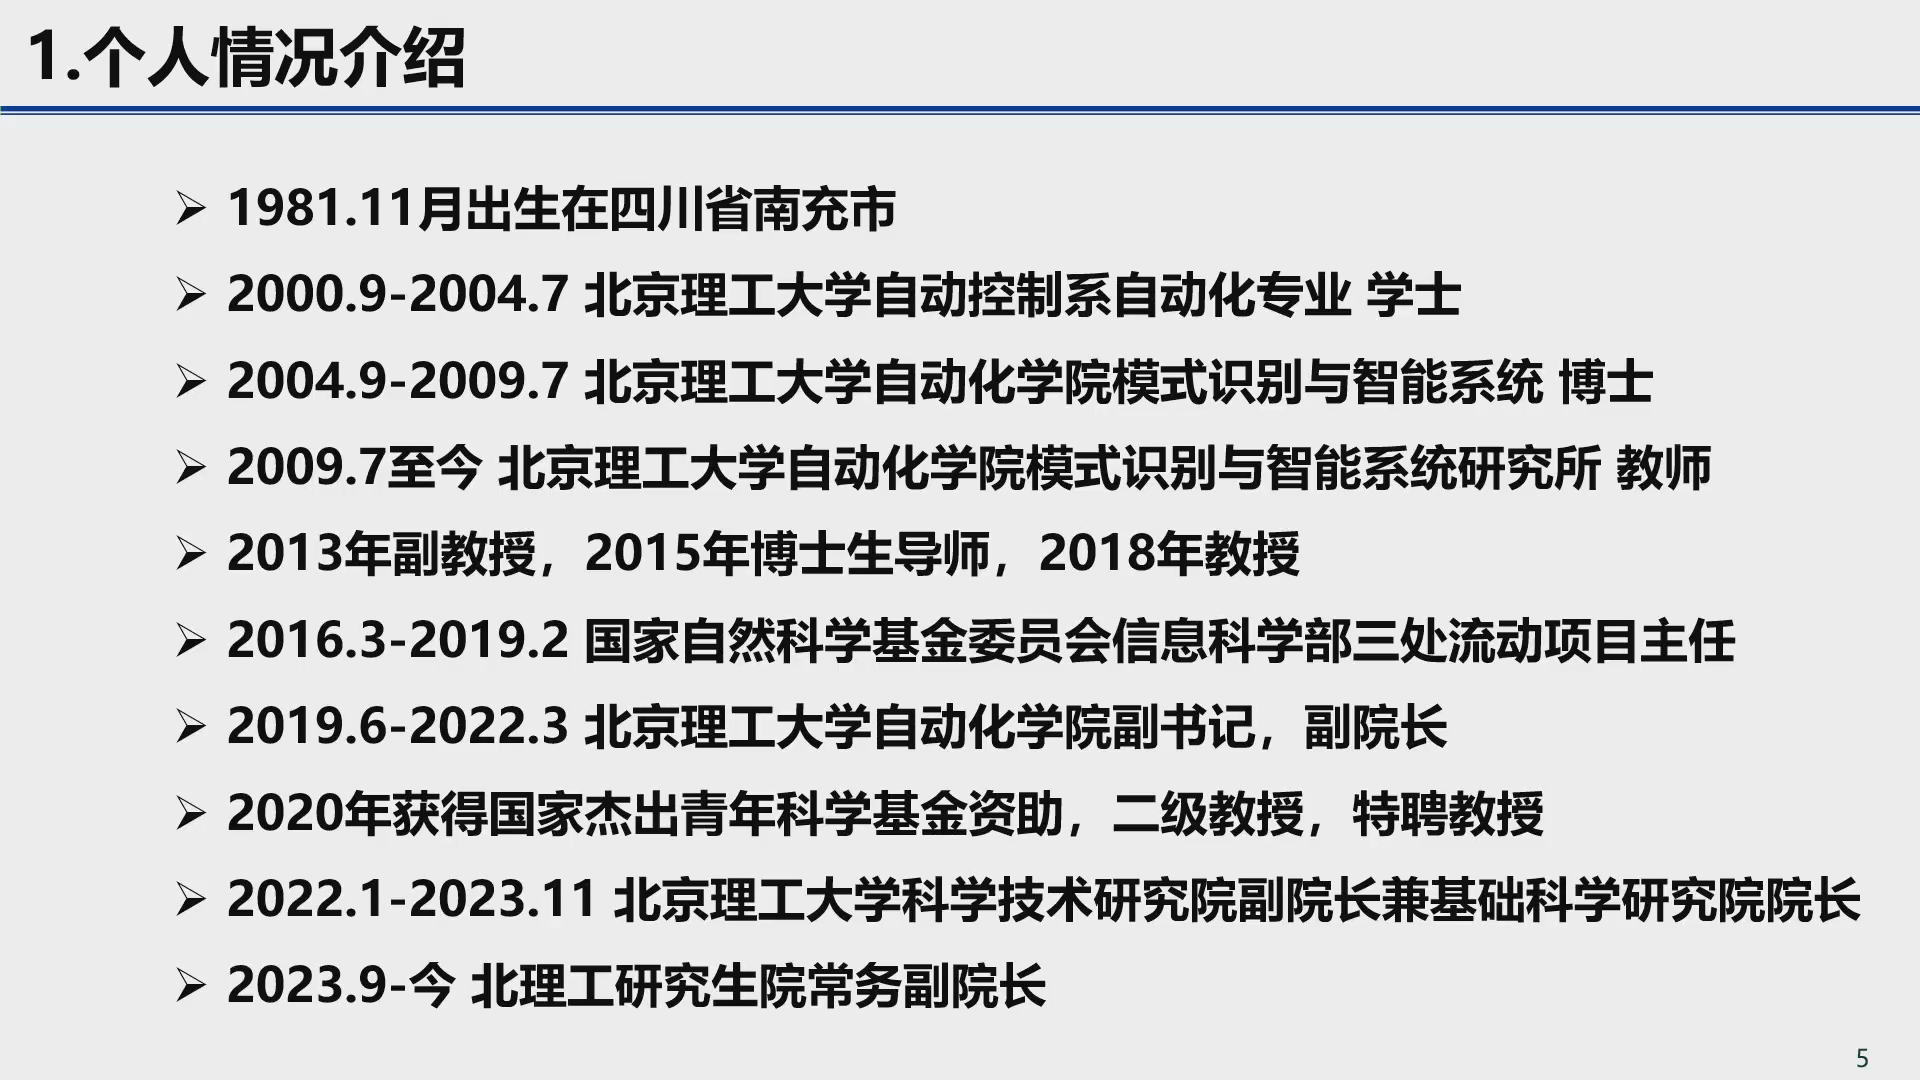 1.个人情况介绍
➢ 1981.11月出生在四川省南充市
➢ 2000.9-2004.7 北京理工大学自动控制系自动化专业 学士
➢ 2004.9-2009.7 北京理工大学自动化学院模式识别与智能系统 博士
➢ 2009.7至今 北京理工大学自动化学院模式识别与智能系统研究所 教师
➢ 2013年副教授，2015年博士生导师，2018年教授
➢ 2016.3-2019.2 国家自然科学基金委员会信息科学部三处流动项目主任
➢ 2019.6-2022.3 北京理工大学自动化学院副书记，副院长
➢ 2020年获得国家杰出青年科学基金资助，二级教授，特聘教授
➢ 2022.1-2023.11 北京理工大学科学技术研究院副院长兼基础科学研究院院长
➢ 2023.9-今 北理工研究生院常务副院长
5